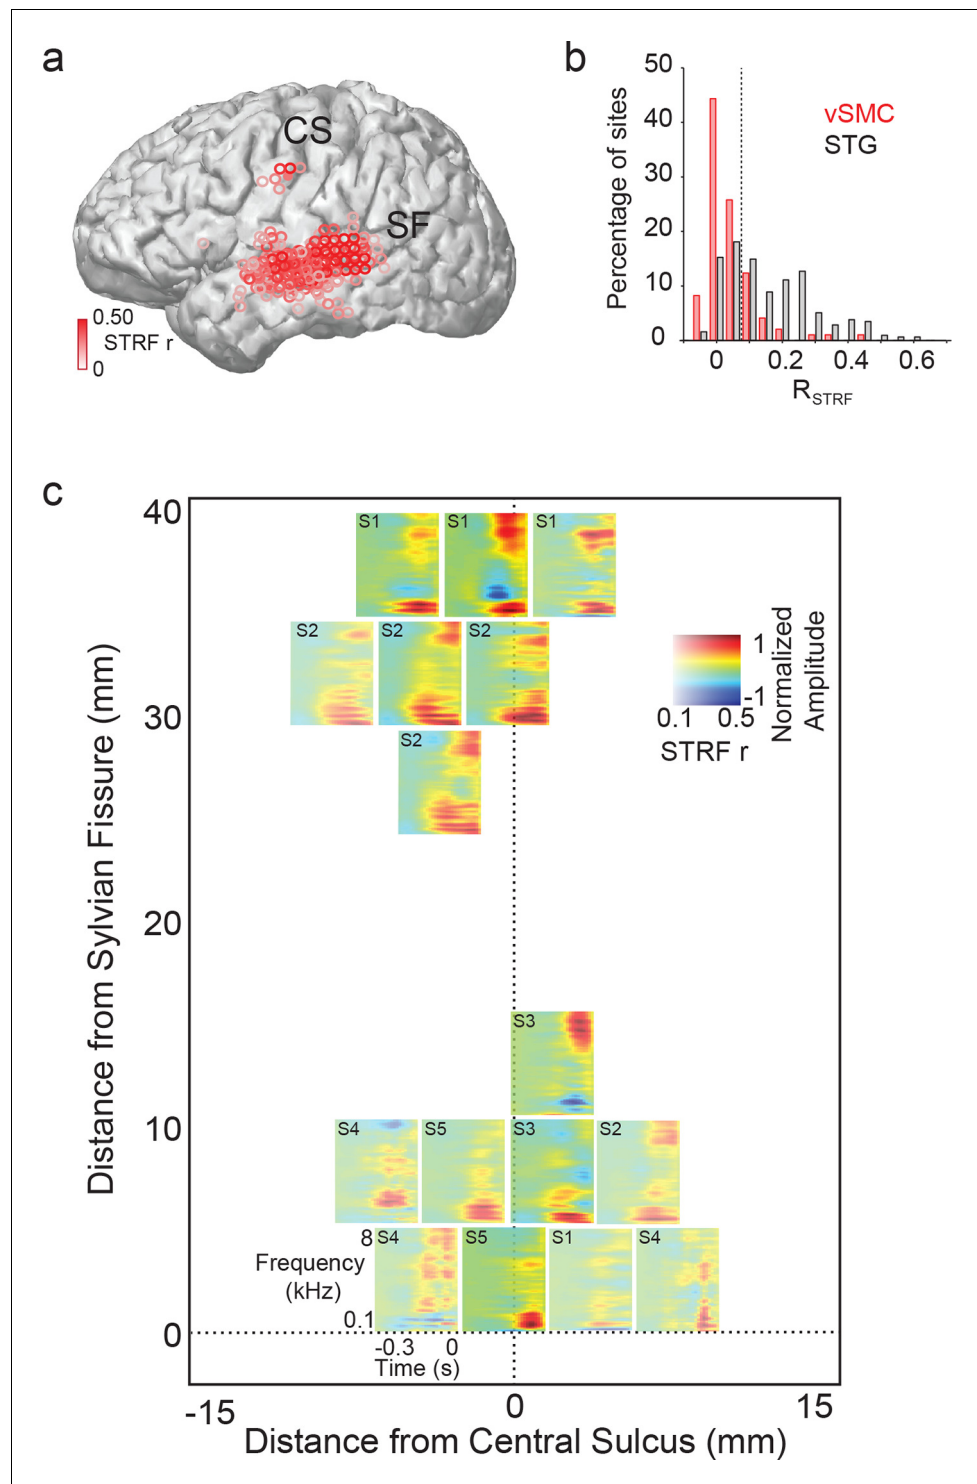 a
CS
SF
0.50
STRF r
0
b
Percentage of sites
50
40
30
20
10
0
vSMC
STG
0 0.2 0.4 0.6
R_STRF
c
Distance from Sylvian Fissure (mm)
40
30
20
10
0
S1 S1 S1
S2 S2 S2
S2
S3
S4 S5 S3 S2
S4 S5 S1 S4
1
-1
Normalized
Amplitude
0.1 0.5
STRF r
8
Frequency
(kHz)
0.1
-0.3 0
Time (s)
-15 0 15
Distance from Central Sulcus (mm)